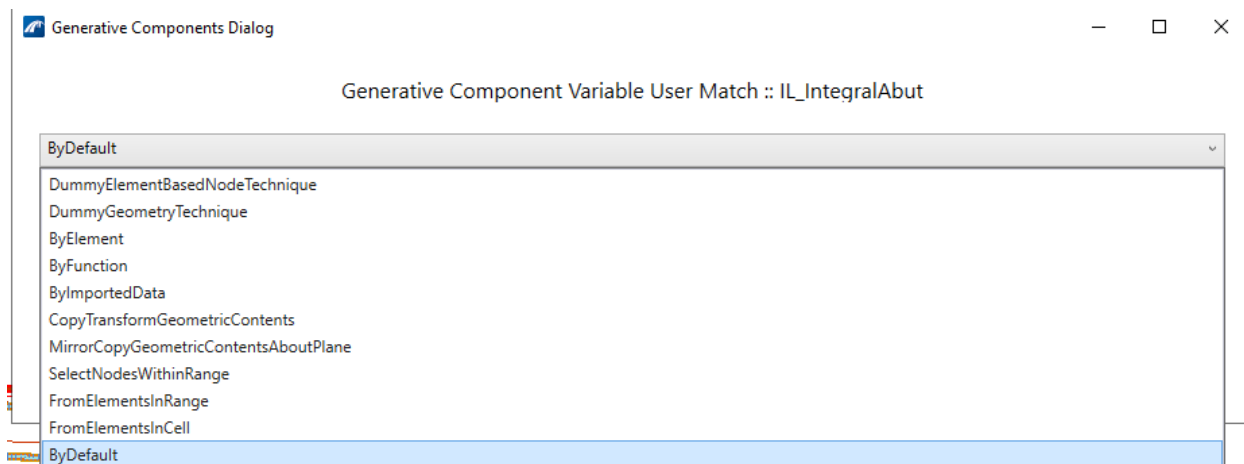 Generative Components Dialog
Generative Component Variable User Match :: IL_IntegralAbut
ByDefault
DummyElementBasedNodeTechnique
DummyGeometryTechnique
ByElement
ByFunction
ByImportedData
CopyTransformGeometricContents
MirrorCopyGeometricContentsAboutPlane
SelectNodesWithinRange
FromElementsInRange
FromElementsInCell
ByDefault